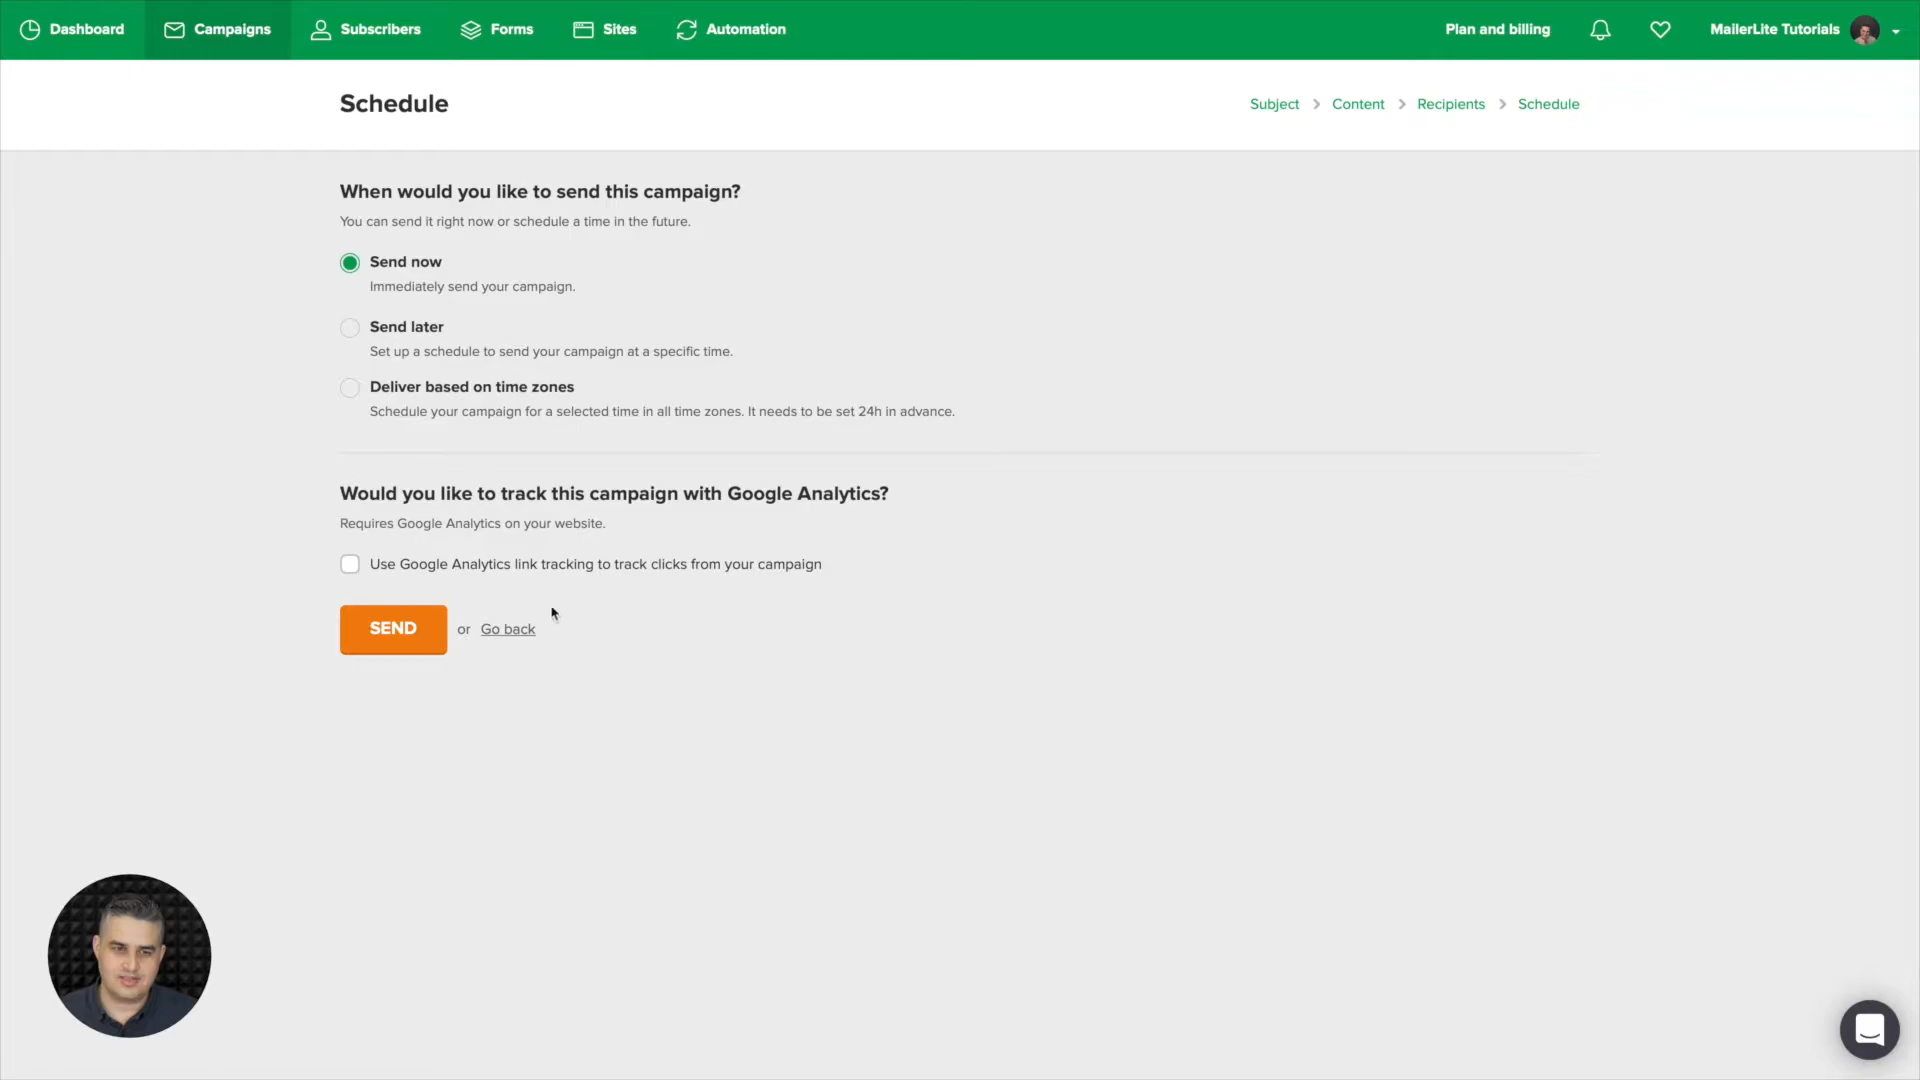 Dashboard
Campaigns
Subscribers
Forms
Sites
Automation
Plan and billing
MailerLite Tutorials
Schedule
Subject
Content
Recipients
Schedule
When would you like to send this campaign?
You can send it right now or schedule a time in the future.
Send now
Immediately send your campaign.
Send later
Set up a schedule to send your campaign at a specific time.
Deliver based on time zones
Schedule your campaign for a selected time in all time zones. It needs to be set 24h in advance.
Would you like to track this campaign with Google Analytics?
Requires Google Analytics on your website.
Use Google Analytics link tracking to track clicks from your campaign
SEND or Go back